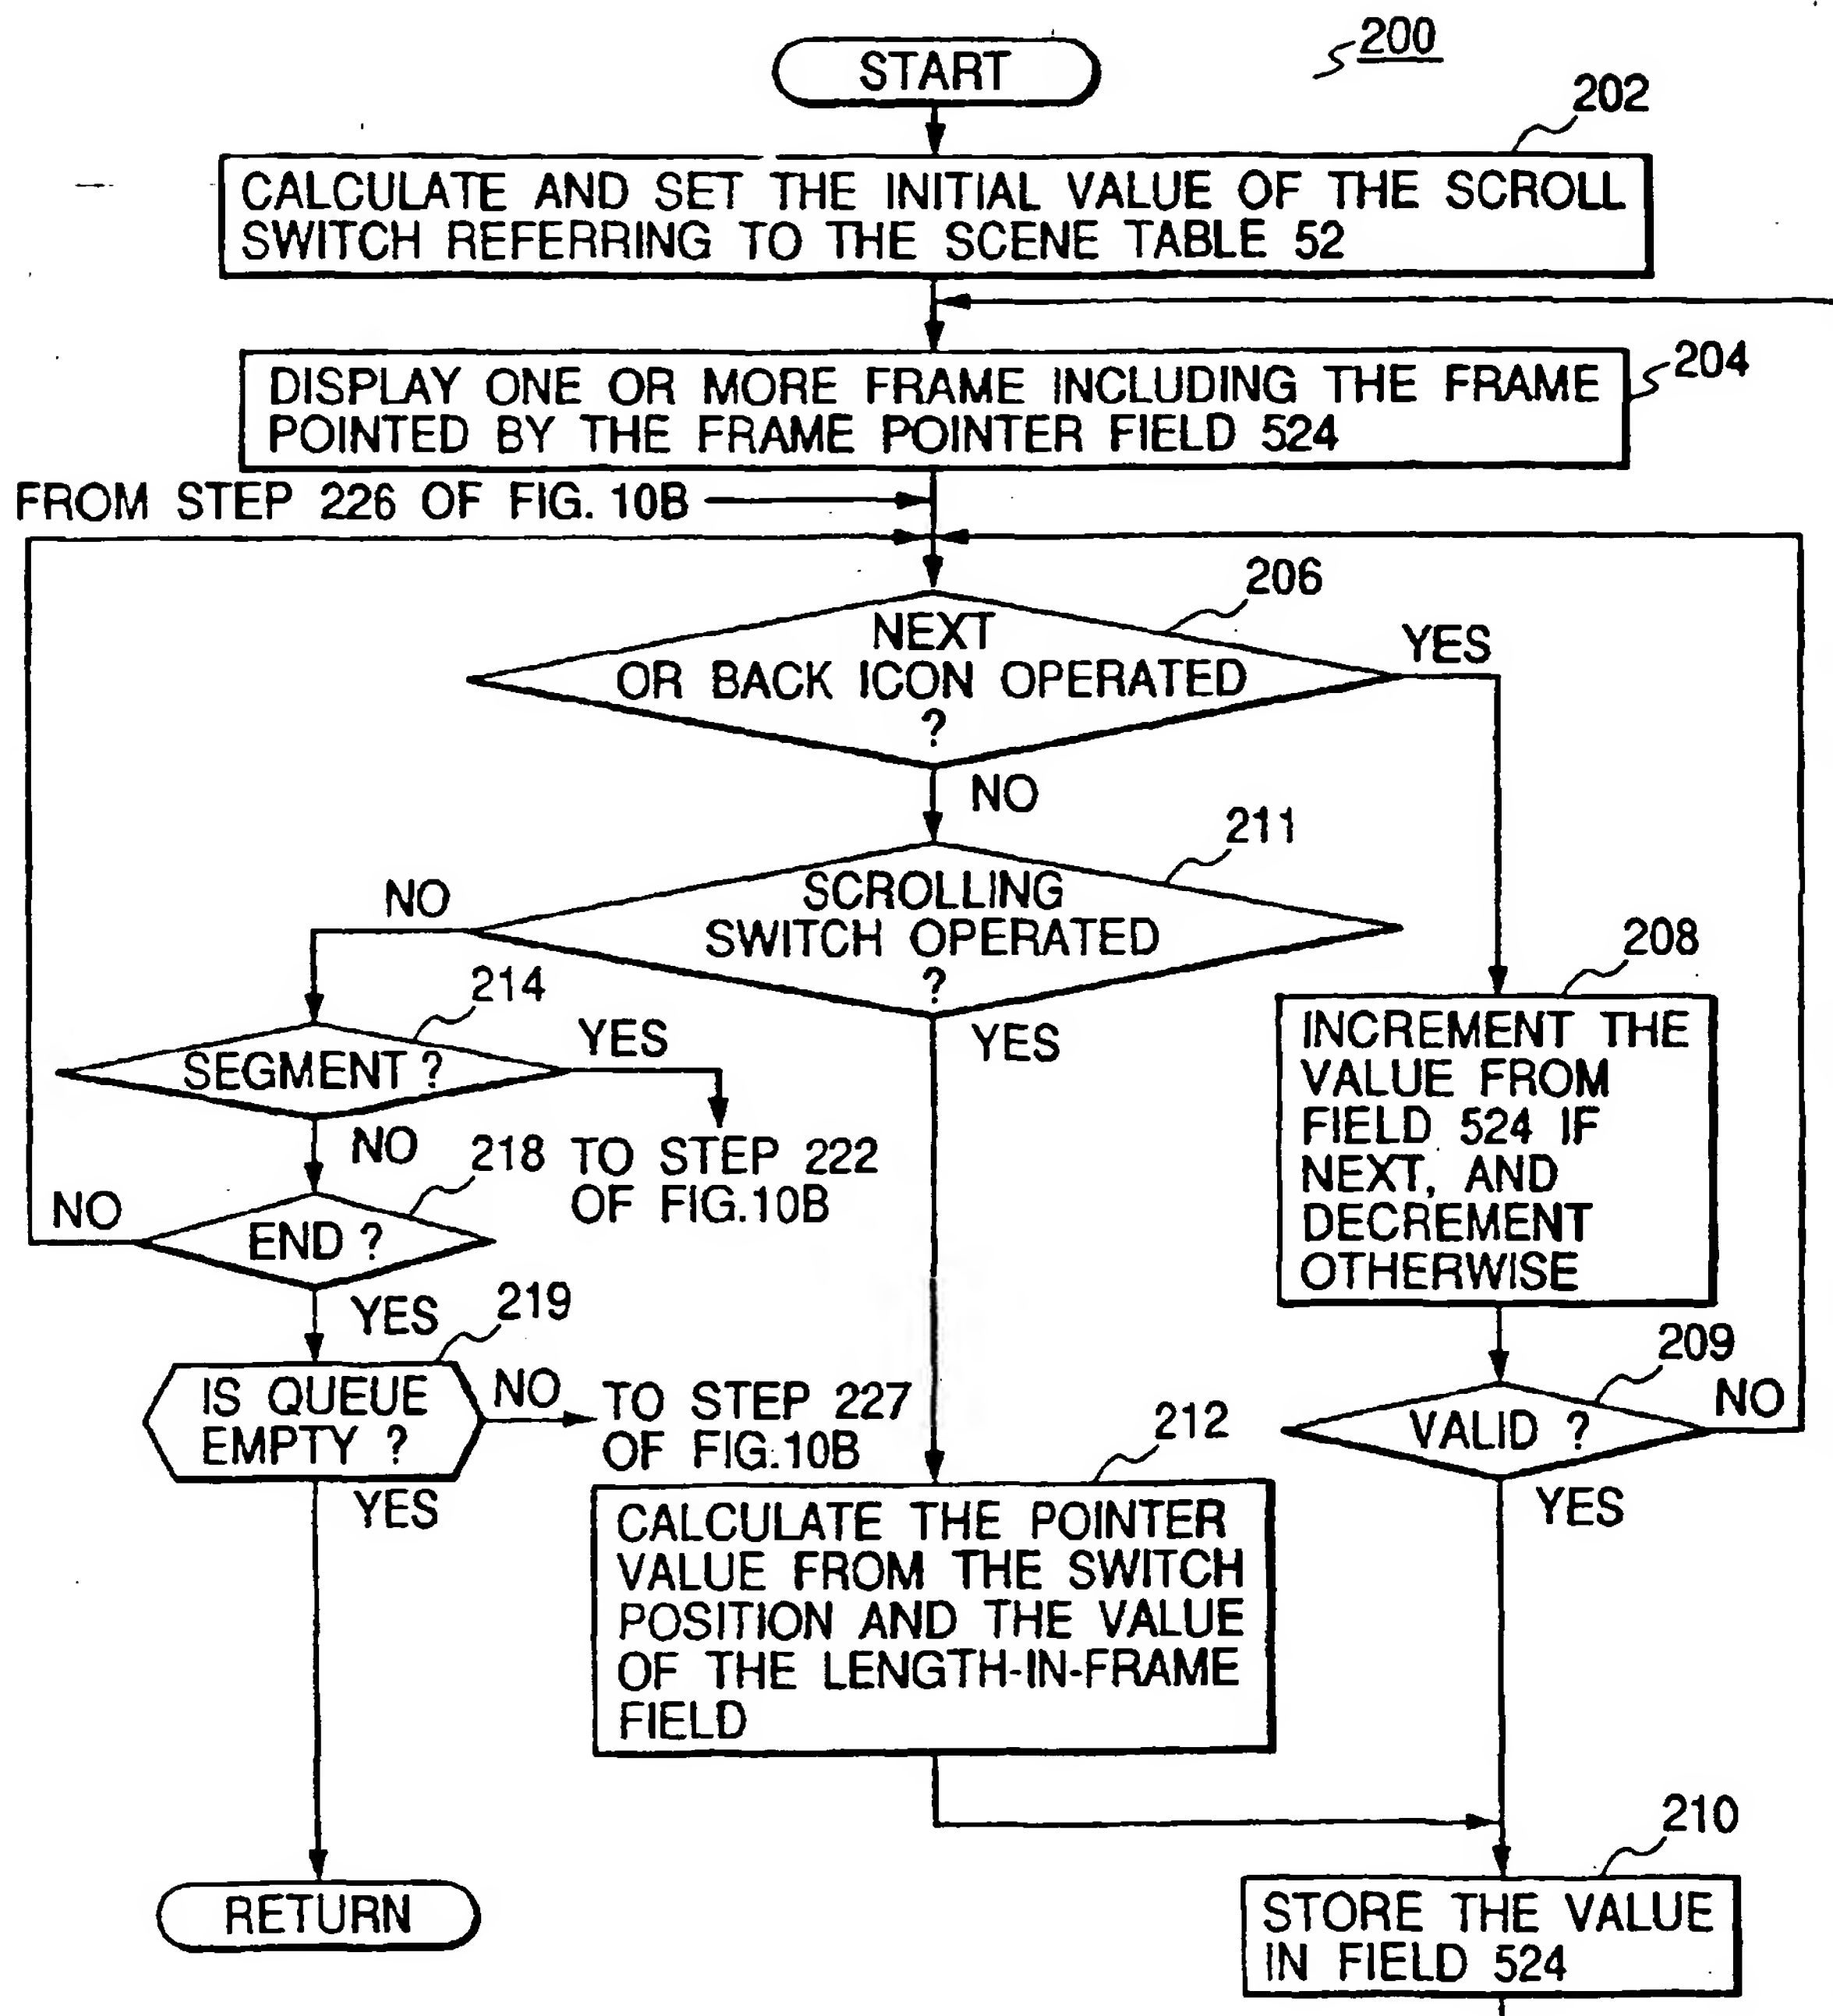 200
START
202
CALCULATE AND SET THE INITIAL VALUE OF THE SCROLL
SWITCH REFERRING TO THE SCENE TABLE 52
204
DISPLAY ONE OR MORE FRAME INCLUDING THE FRAME
POINTED BY THE FRAME POINTER FIELD 524
FROM STEP 226 OF FIG. 10B
206
NEXT
OR BACK ICON OPERATED
?
YES
NO
211
SCROLLING
SWITCH OPERATED
?
NO
YES
208
INCREMENT THE
VALUE FROM
FIELD 524 IF
NEXT, AND
DECREMENT
OTHERWISE
214
SEGMENT ?
YES
TO STEP 222
OF FIG.10B
NO
218
END ?
NO
YES
219
IS QUEUE
EMPTY ?
NO
TO STEP 227
OF FIG.10B
YES
209
VALID ?
NO
YES
212
CALCULATE THE POINTER
VALUE FROM THE SWITCH
POSITION AND THE VALUE
OF THE LENGTH-IN-FRAME
FIELD
210
STORE THE VALUE
IN FIELD 524
RETURN